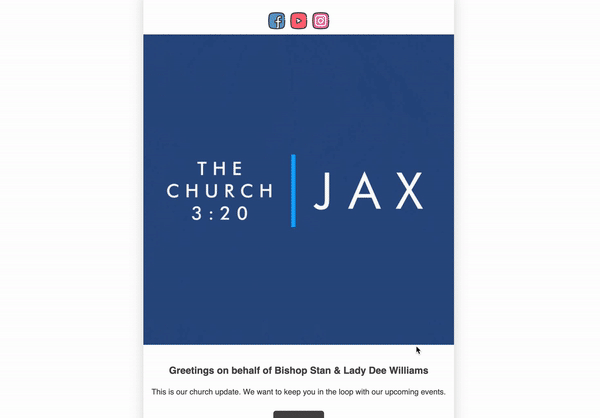 THE
CHURCH
3:20
JAX
Greetings on behalf of Bishop Stan & Lady Dee Williams
This is our church update. We want to keep you in the loop with our upcoming events.